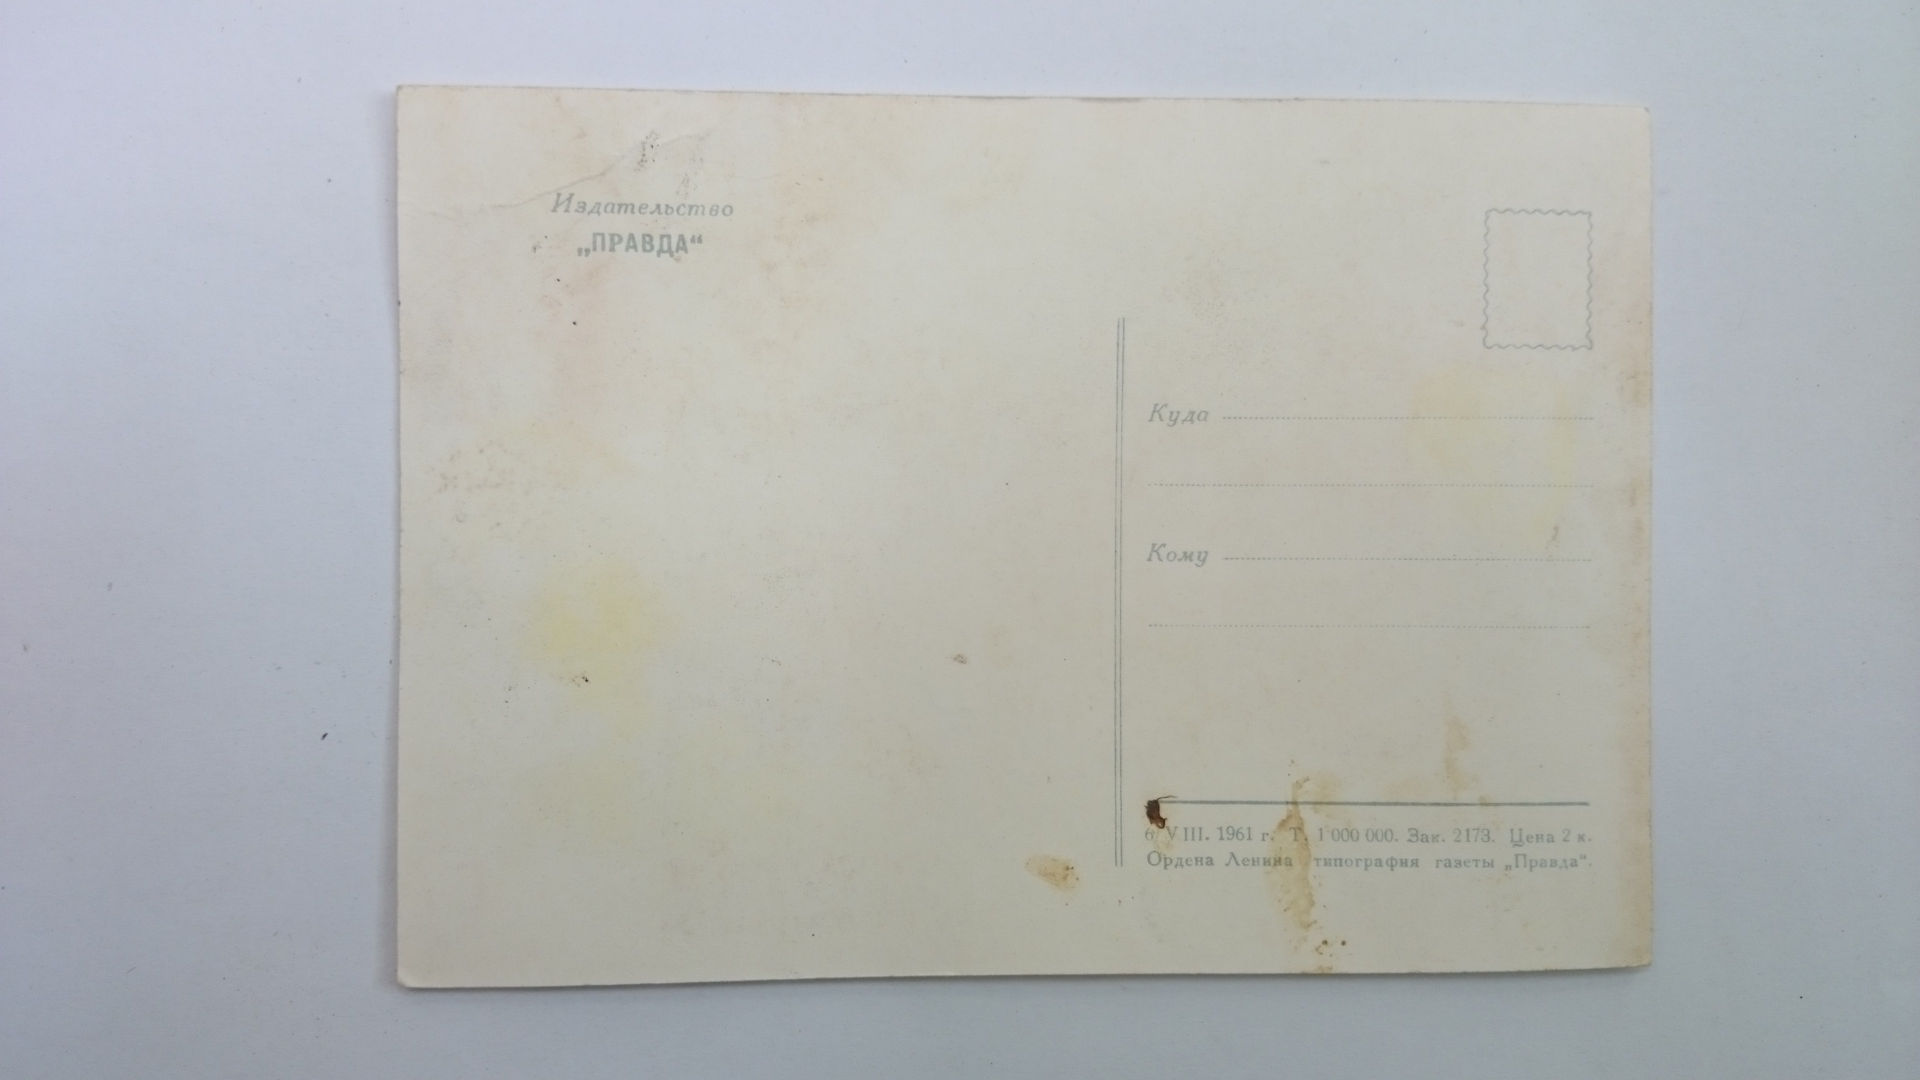 Издательство
„ПРАВДА“
Куда
Кому
6 VIII. 1961 г. Т. 1 000 000. Зак. 2173. Цена 2 к.
Ордена Ленина типография газеты „Правда“.